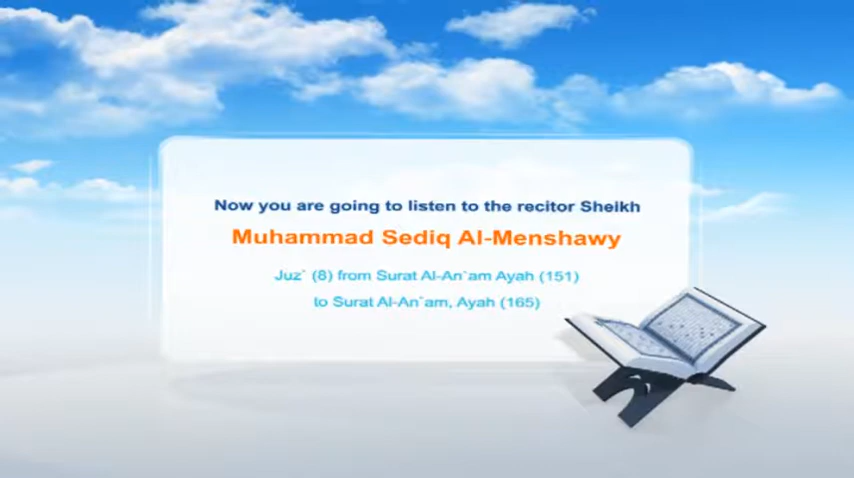 Now you are going to listen to the recitor Sheikh
Muhammad Sediq Al-Menshawy
Juz` (8) from Surat Al-An`am Ayah (151)
to Surat Al-An`am, Ayah (165)